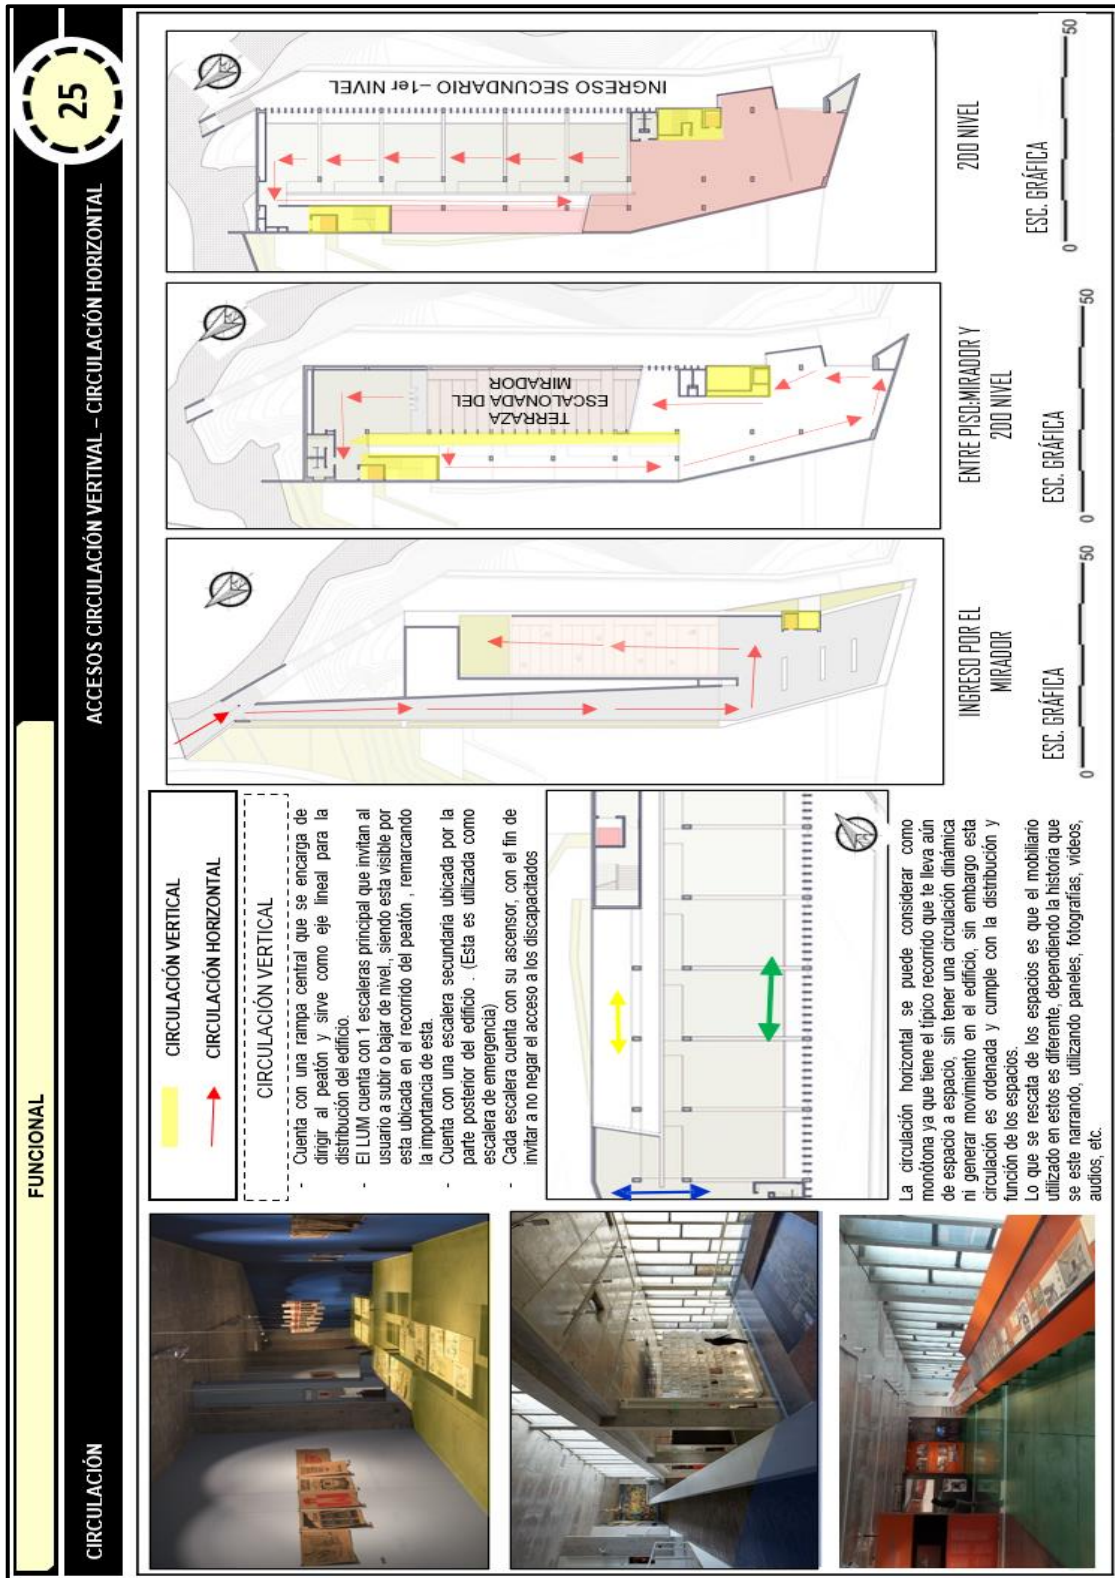 FUNCIONAL
25
CIRCULACIÓN
ACCESOS CIRCULACIÓN VERTIVAL – CIRCULACIÓN HORIZONTAL
CIRCULACIÓN VERTICAL
CIRCULACIÓN HORIZONTAL
CIRCULACIÓN VERTICAL
- Cuenta con una rampa central que se encarga de
dirigir al peatón y sirve como eje lineal para la
distribución del edificio.
- El LUM cuenta con 1 escaleras principal que invitan al
usuario a subir o bajar de nivel., siendo esta visible por
esta ubicada en el recorrido del peatón , remarcando
la importancia de esta.
- Cuenta con una escalera secundaria ubicada por la
parte posterior del edificio . (Esta es utilizada como
escalera de emergencia)
- Cada escalera cuenta con su ascensor, con el fin de
invitar a no negar el acceso a los discapacitados
La circulación horizontal se puede considerar como
monótona ya que tiene el típico recorrido que te lleva aún
de espacio a espacio, sin tener una circulación dinámica
ni generar movimiento en el edificio, sin embargo esta
circulación es ordenada y cumple con la distribución y
función de los espacios.
Lo que se rescata de los espacios es que el mobiliario
utilizado en estos es diferente, dependiendo la historia que
se este narrando, utilizando paneles, fotografías, videos,
audios, etc.
INGRESO POR EL
MIRADOR
ESC. GRÁFICA
0 50
TERRAZA
ESCALONADA DEL
MIRADOR
ENTRE PISO:MIRADOR Y
2DO NIVEL
ESC. GRÁFICA
0 50
INGRESO SECUNDARIO –1er NIVEL
2DO NIVEL
ESC. GRÁFICA
0 50